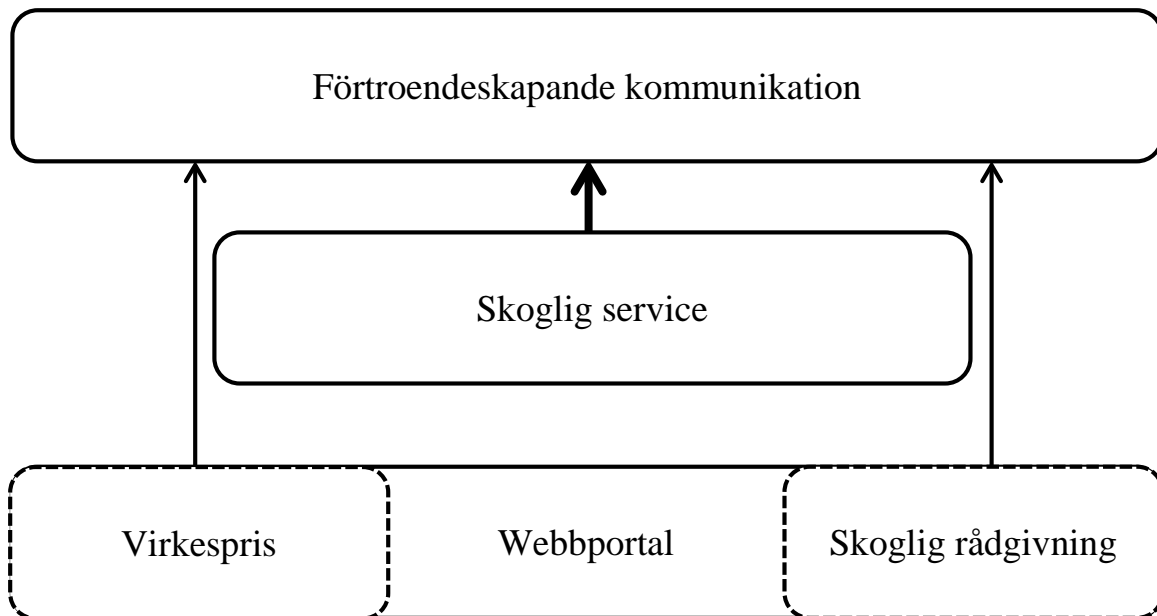 Förtroendeskapande kommunikation
Skoglig service
Virkespris
Webbportal
Skoglig rådgivning